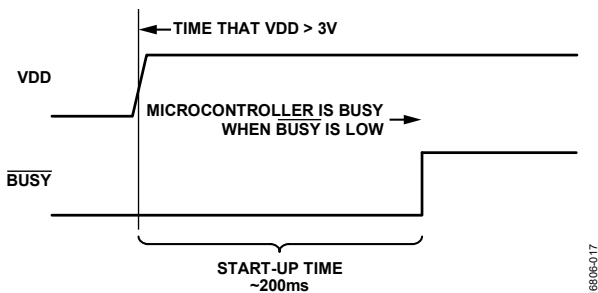 TIME THAT VDD > 3V
VDD
MICROCONTROLLER IS BUSY
WHEN BUSY IS LOW
BUSY
START-UP TIME
~200ms
6806-017